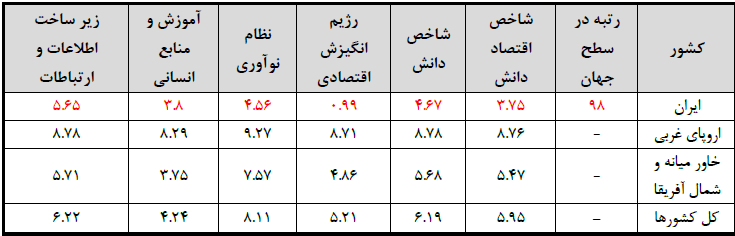 کشور | رتبه در سطح جهان | شاخص اقتصاد دانش | شاخص دانش | رژیم انگیزش اقتصادی | نظام نوآوری | آموزش و منابع انسانی | زیر ساخت اطلاعات و ارتباطات
ایران | ۹۸ | ۳.۷۵ | ۴.۶۷ | ۰.۹۹ | ۴.۵۶ | ۳.۸ | ۵.۶۵
اروپای غربی | - | ۸.۷۶ | ۸.۷۸ | ۸.۷۱ | ۹.۲۷ | ۸.۲۹ | ۸.۷۸
خاور میانه و شمال آفریقا | - | ۵.۴۷ | ۵.۶۸ | ۴.۸۶ | ۷.۵۷ | ۳.۷۵ | ۵.۷۱
کل کشورها | - | ۵.۹۵ | ۶.۱۹ | ۵.۲۱ | ۸.۱۱ | ۴.۲۴ | ۶.۲۲